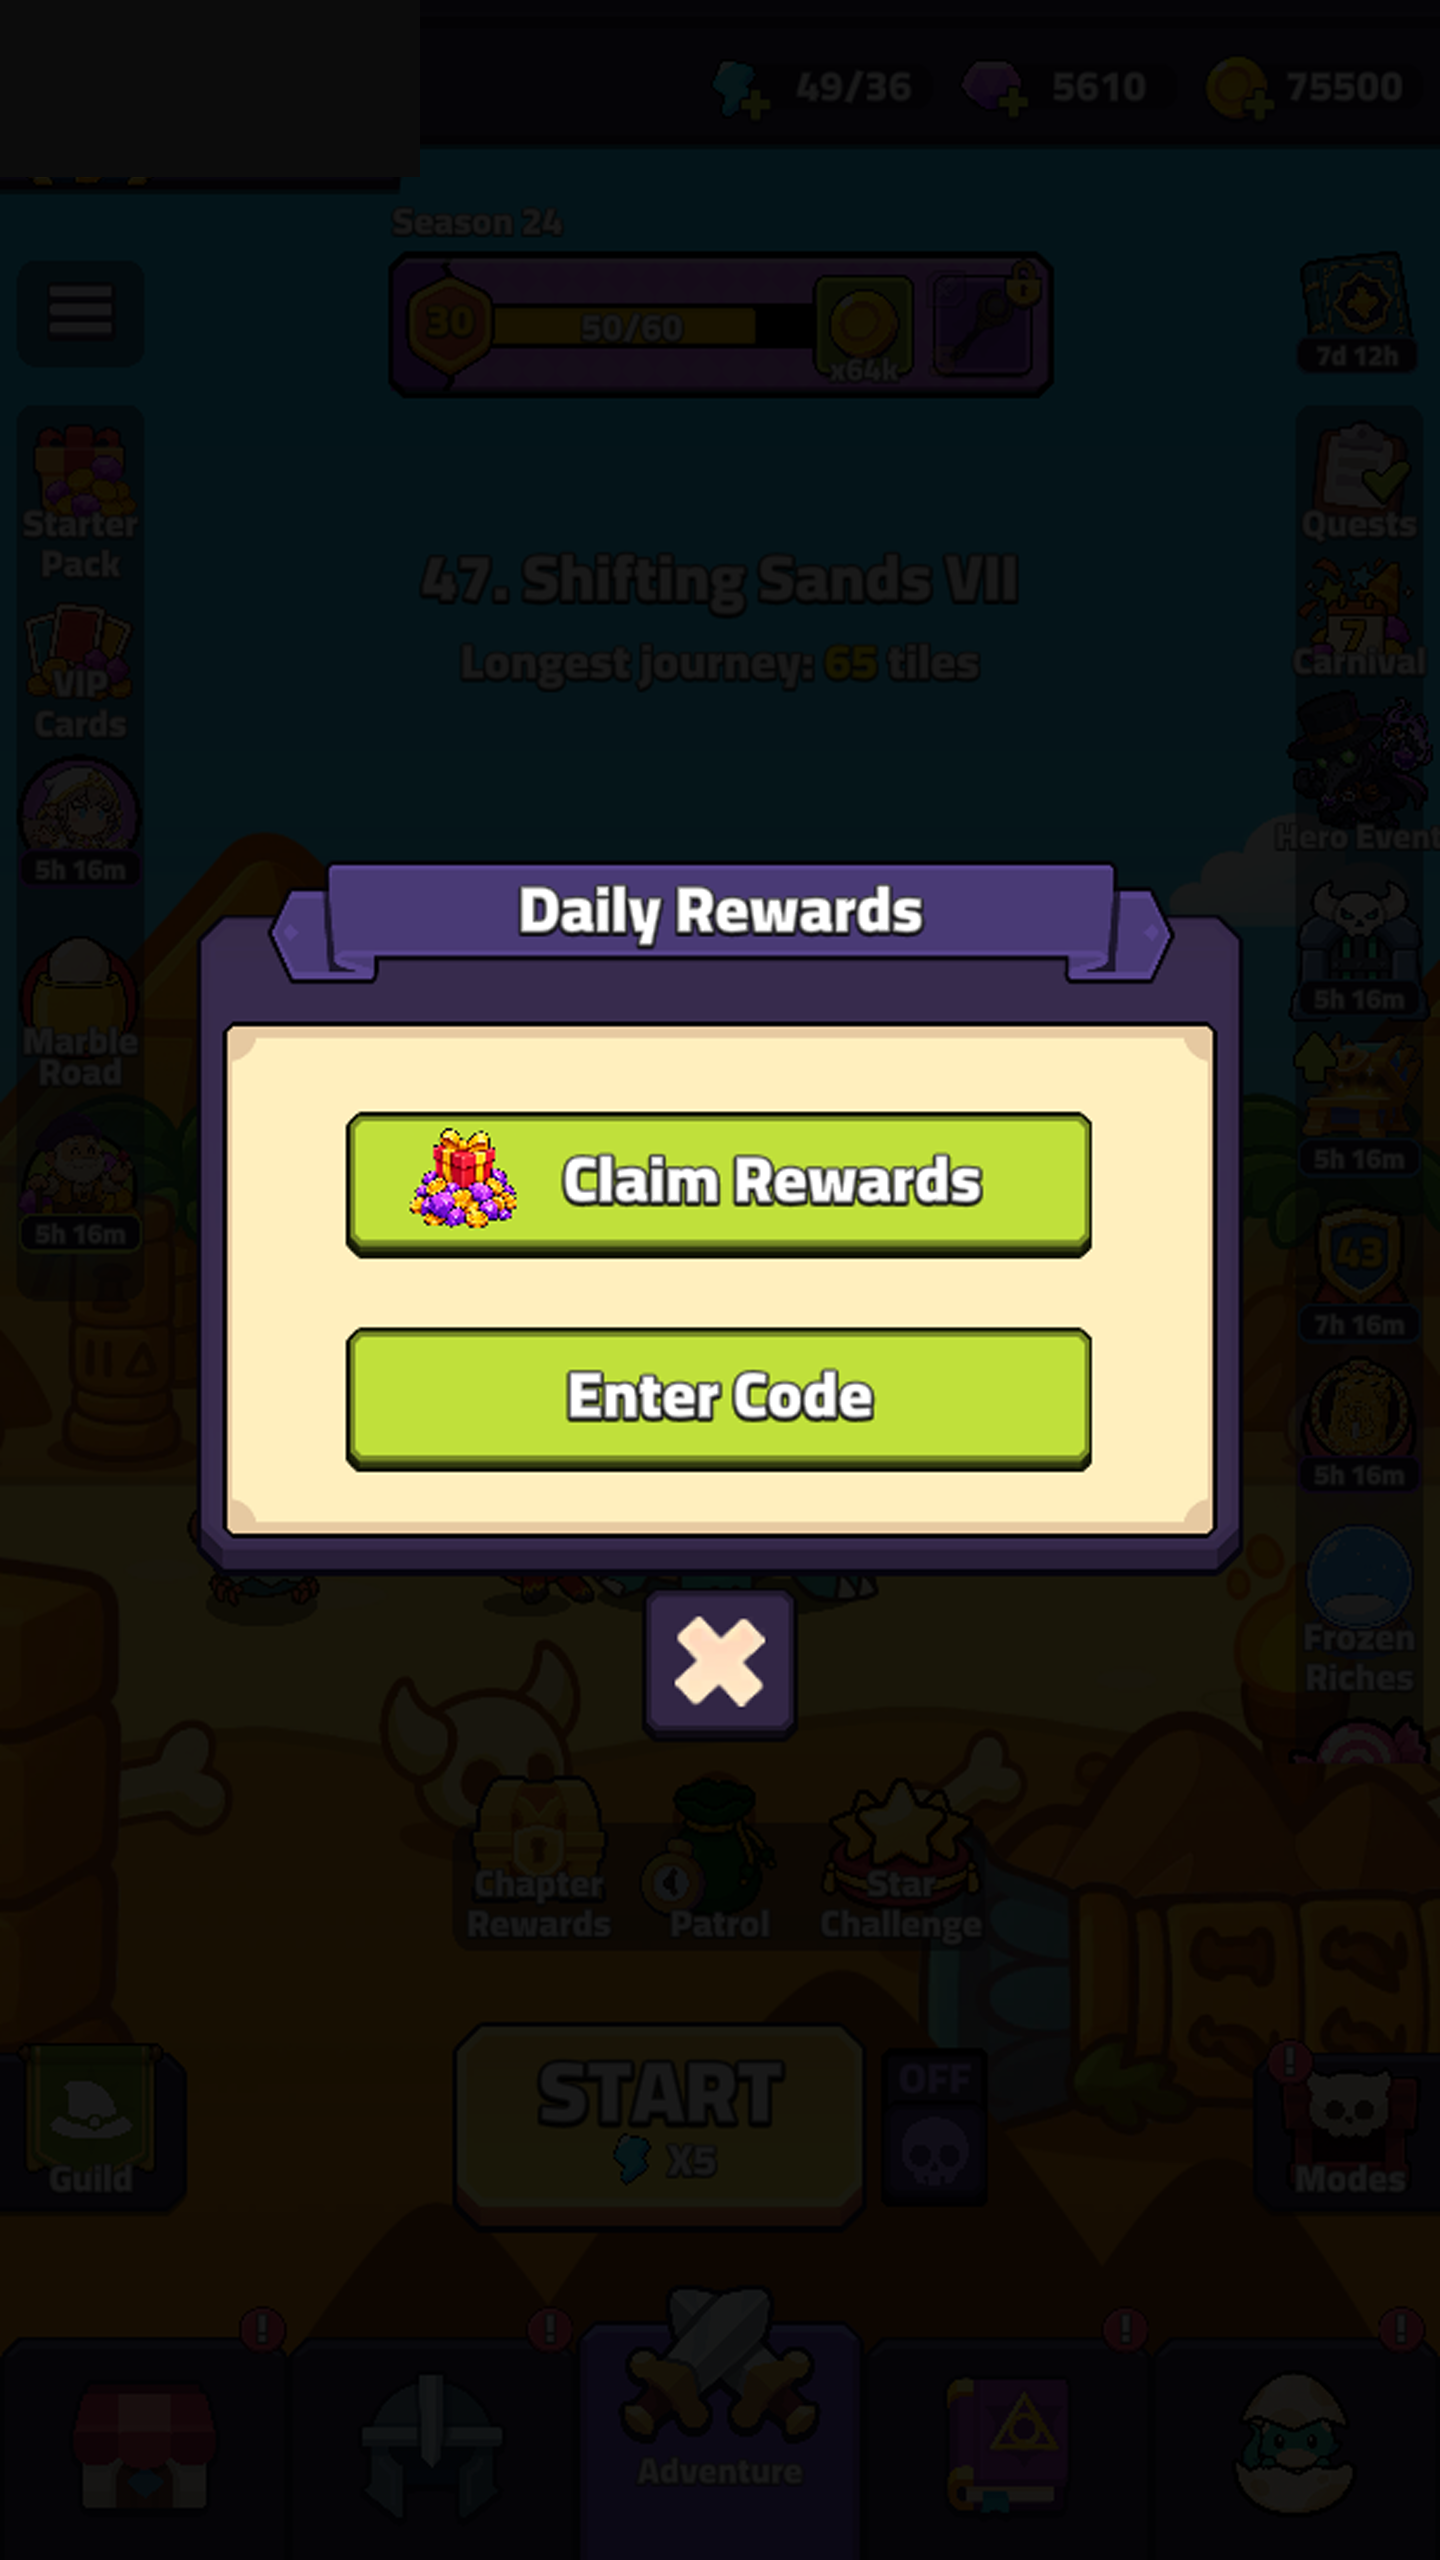 49/36
5610
75500
Season 24
30
50/60
x64k
7d 12h
Starter
Pack
VIP
Cards
5h 16m
Marble
Road
5h 16m
47. Shifting Sands VII
Longest journey: 65 tiles
Quests
7
Carnival
Hero Event
5h 16m
5h 16m
43
7h 16m
5h 16m
Frozen
Riches
Daily Rewards
Claim Rewards
Enter Code
Chapter
Rewards
Patrol
Star
Challenge
START
X5
OFF
Guild
Modes
Adventure